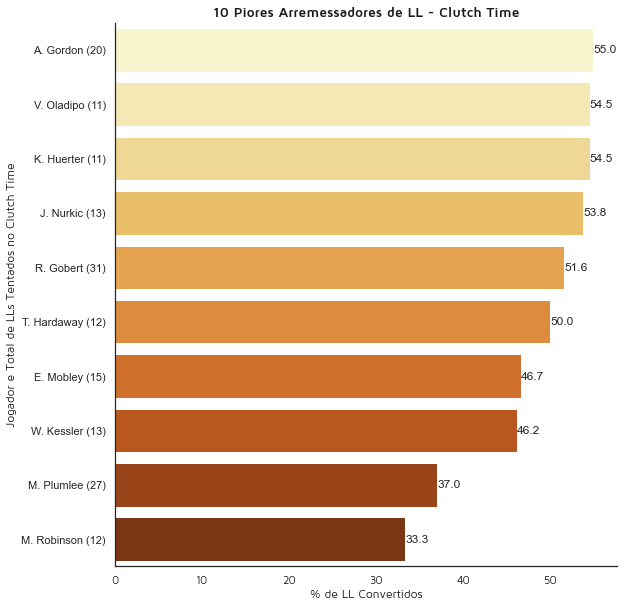 10 Piores Arremessadores de LL - Clutch Time
Jogador e Total de LLs Tentados no Clutch Time
A. Gordon (20) 55.0
V. Oladipo (11) 54.5
K. Huerter (11) 54.5
J. Nurkic (13) 53.8
R. Gobert (31) 51.6
T. Hardaway (12) 50.0
E. Mobley (15) 46.7
W. Kessler (13) 46.2
M. Plumlee (27) 37.0
M. Robinson (12) 33.3
0 10 20 30 40 50
% de LL Convertidos